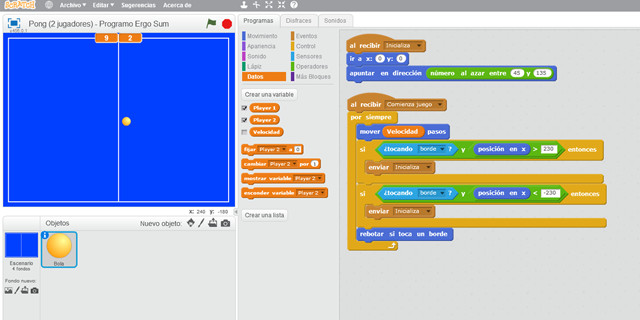 SCRATCH
Archivo▾ Editar▾ Sugerencias Acerca de
Pong (2 jugadores) - Programo Ergo Sum
9 2
x: 240 y: -180
Objetos Nuevo objeto:
Escenario
4 fondos
Fondo nuevo:
Bola
Programas Disfraces Sonidos
Movimiento Eventos
Apariencia Control
Sonido Sensores
Lápiz Operadores
Datos Más Bloques
Crear una variable
Player 1
Player 2
Velocidad
fijar Player 2 a 0
cambiar Player 2 por 1
mostrar variable Player 2
esconder variable Player 2
Crear una lista
al recibir Inicializa
ir a x: 0 y: 0
apuntar en dirección número al azar entre 45 y 135
al recibir Comienza juego
por siempre
mover Velocidad pasos
si ¿tocando borde ? y posición en x > 230 entonces
enviar Inicializa
si ¿tocando borde ? y posición en x < -230 entonces
enviar Inicializa
rebotar si toca un borde